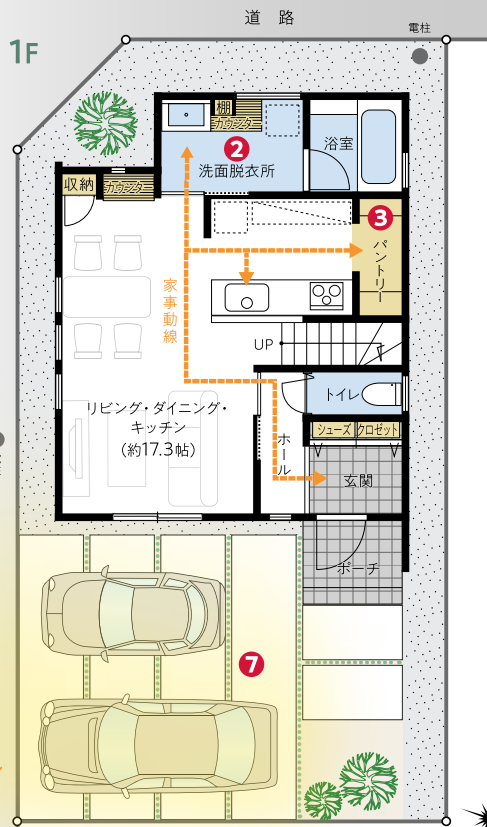 道 路
電柱
1F
棚
カウンター
2
洗面脱衣所
浴室
収納
カウンター
3
パントリー
家事動線
UP
トイレ
リビング・ダイニング・
キッチン
(約17.3帖)
ホール
シューズ クロゼット
玄関
ポーチ
7